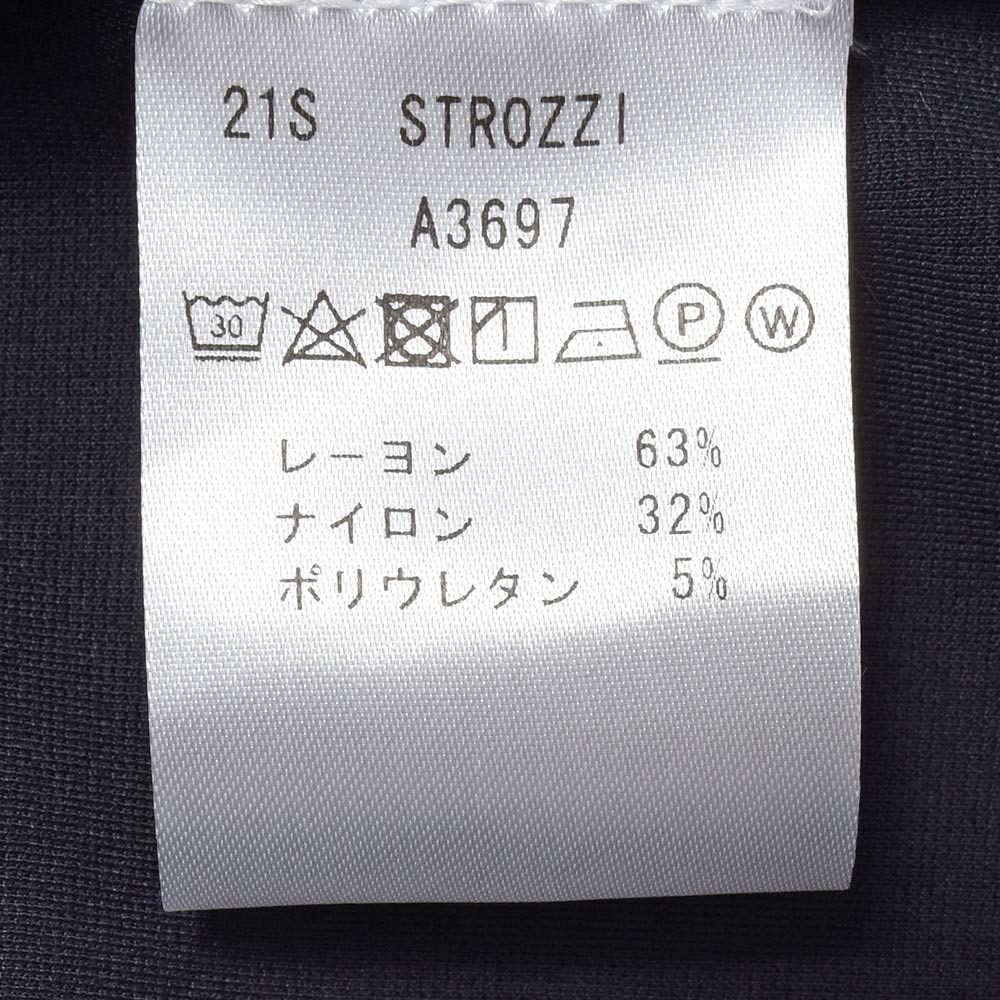 21S STROZZI
A3697
30 P W
レーヨン 63%
ナイロン 32%
ポリウレタン 5%